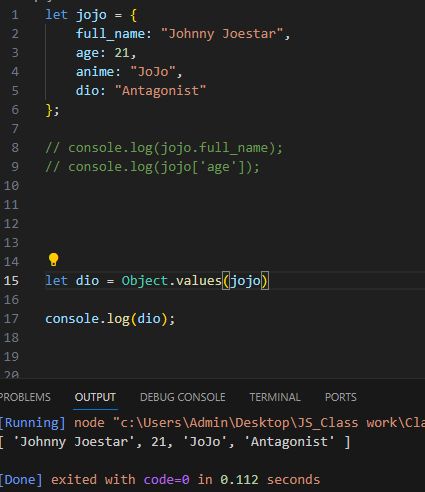 1 let jojo = {
2 full_name: "Johnny Joestar",
3 age: 21,
4 anime: "JoJo",
5 dio: "Antagonist"
6 };
7
8 // console.log(jojo.full_name);
9 // console.log(jojo['age']);
10
11
12
13
14
15 let dio = Object.values(jojo)
16
17 console.log(dio);
18
19
20
PROBLEMS OUTPUT DEBUG CONSOLE TERMINAL PORTS
[Running] node "c:\Users\Admin\Desktop\JS_Class work\Cla
[ 'Johnny Joestar', 21, 'JoJo', 'Antagonist' ]
[Done] exited with code=0 in 0.112 seconds